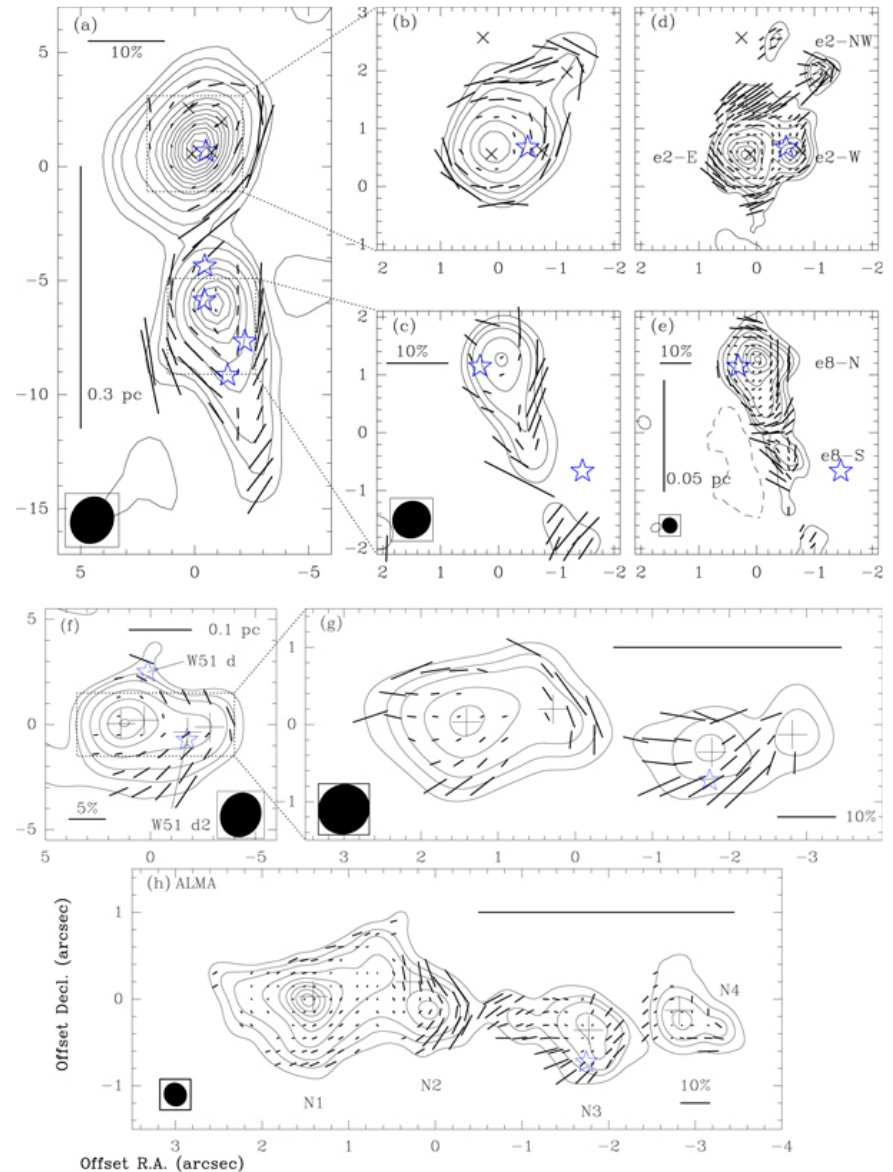 (a)
10%
0.3 pc
5
0
−5
−10
−15
5
0
−5
(b)
3
2
1
0
−1
2
1
0
−1
−2
(d)
e2−NW
e2−E
e2−W
2
1
0
−1
−2
(c)
10%
2
1
0
−1
−2
2
1
0
−1
−2
(e)
10%
e8−N
e8−S
0.05 pc
2
1
0
−1
−2
(f)
0.1 pc
W51 d
5%
W51 d2
5
0
−5
5
0
−5
(g)
10%
1
0
1
3
2
1
0
−1
−2
−3
(h) ALMA
N1
N2
N3
N4
10%
1
0
−1
3
2
1
0
−1
−2
−3
−4
Offset Decl. (arcsec)
Offset R.A. (arcsec)